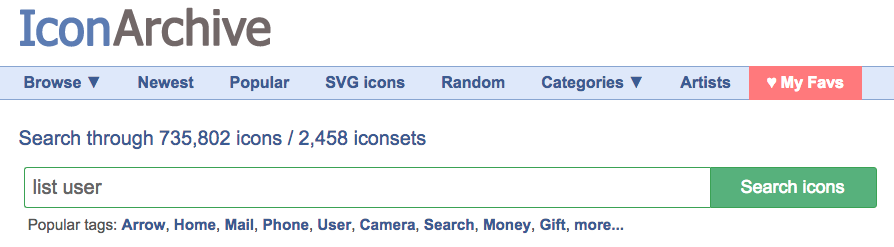 IconArchive
Browse ▼ Newest Popular SVG icons Random Categories ▼ Artists ♥ My Favs
Search through 735,802 icons / 2,458 iconsets
list user Search icons
Popular tags: Arrow, Home, Mail, Phone, User, Camera, Search, Money, Gift, more...